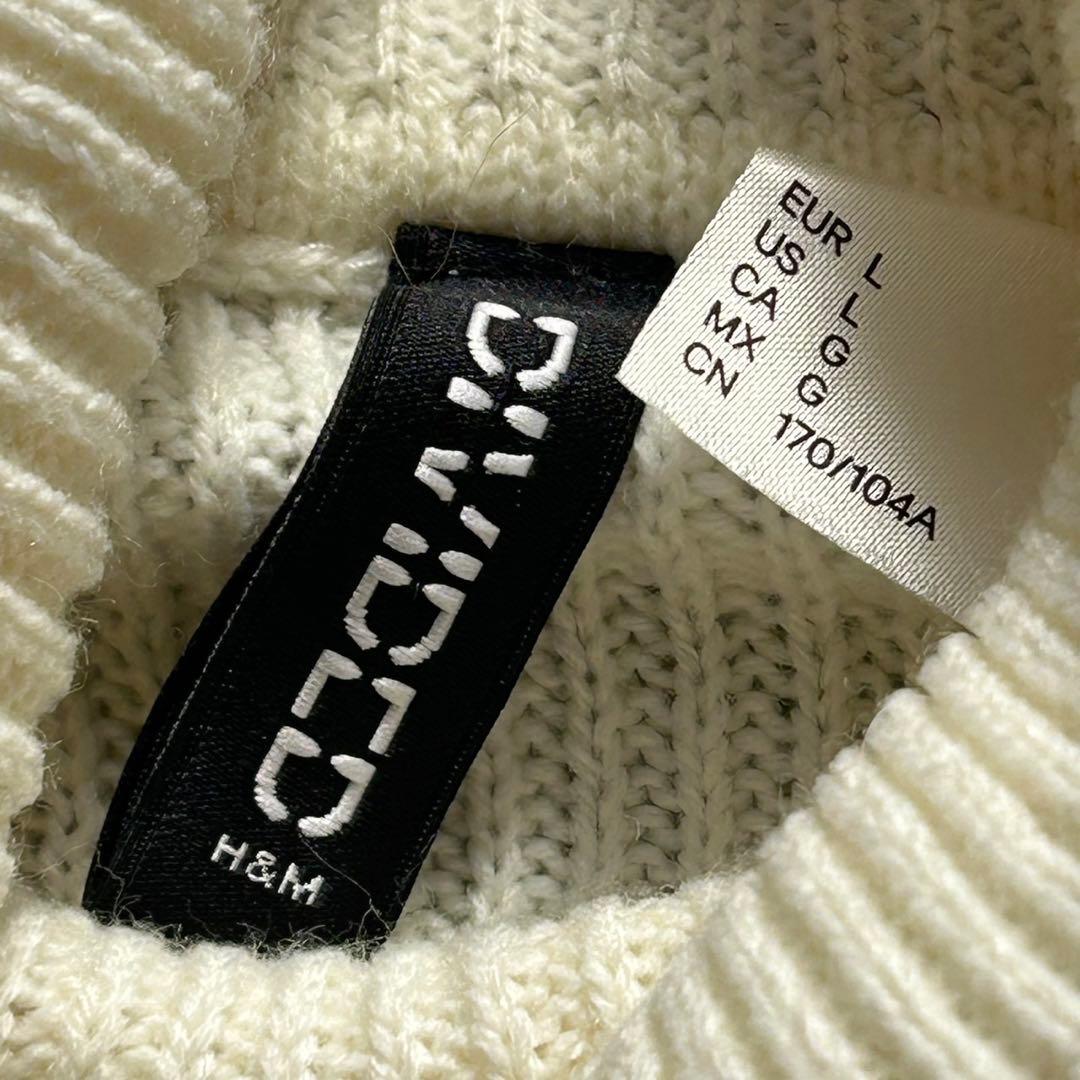 DIVIDED
H&M
EUR L
US L
CA G
MX G
CN 170/104A